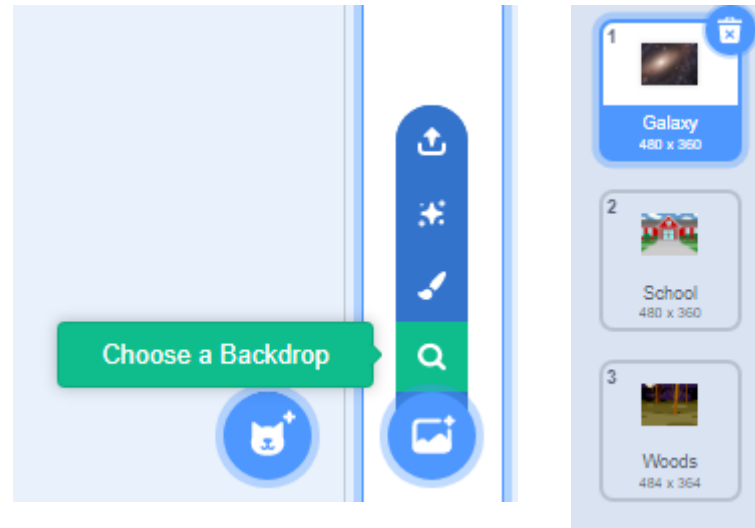 Choose a Backdrop
1
Galaxy
480 x 360
2
School
480 x 360
3
Woods
484 x 364